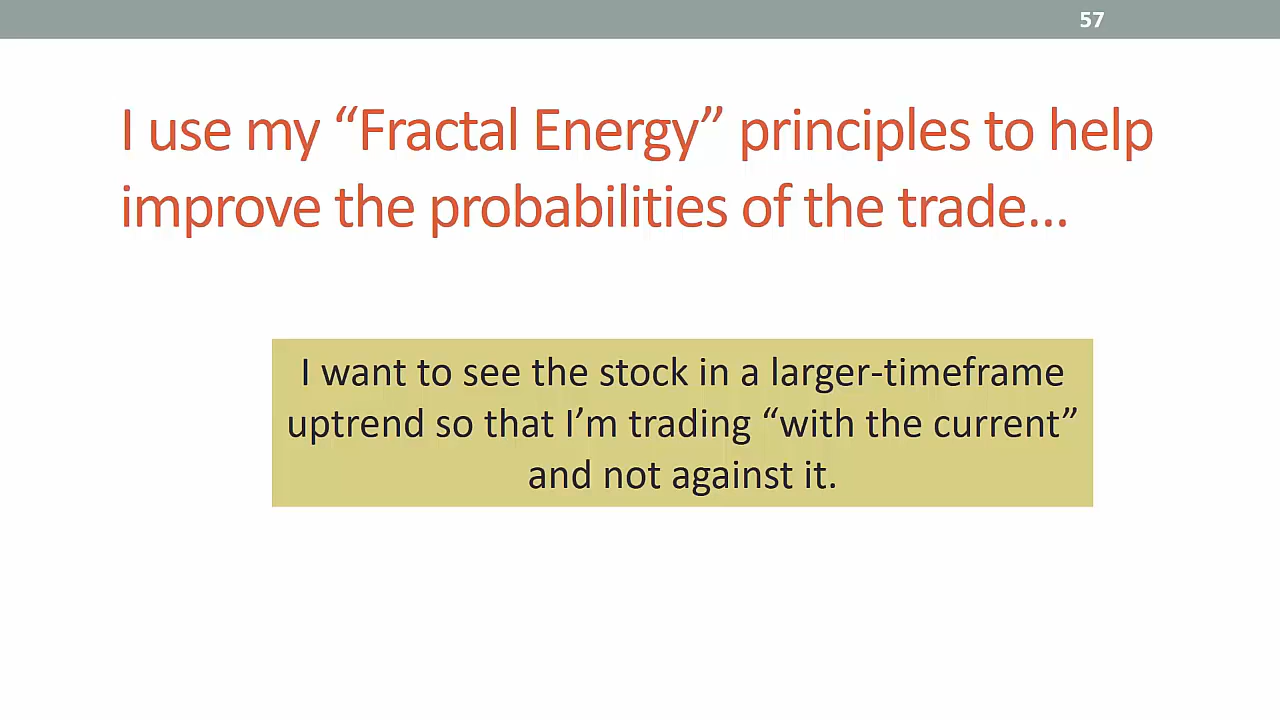 57
I use my “Fractal Energy” principles to help
improve the probabilities of the trade…
I want to see the stock in a larger-timeframe
uptrend so that I’m trading “with the current”
and not against it.